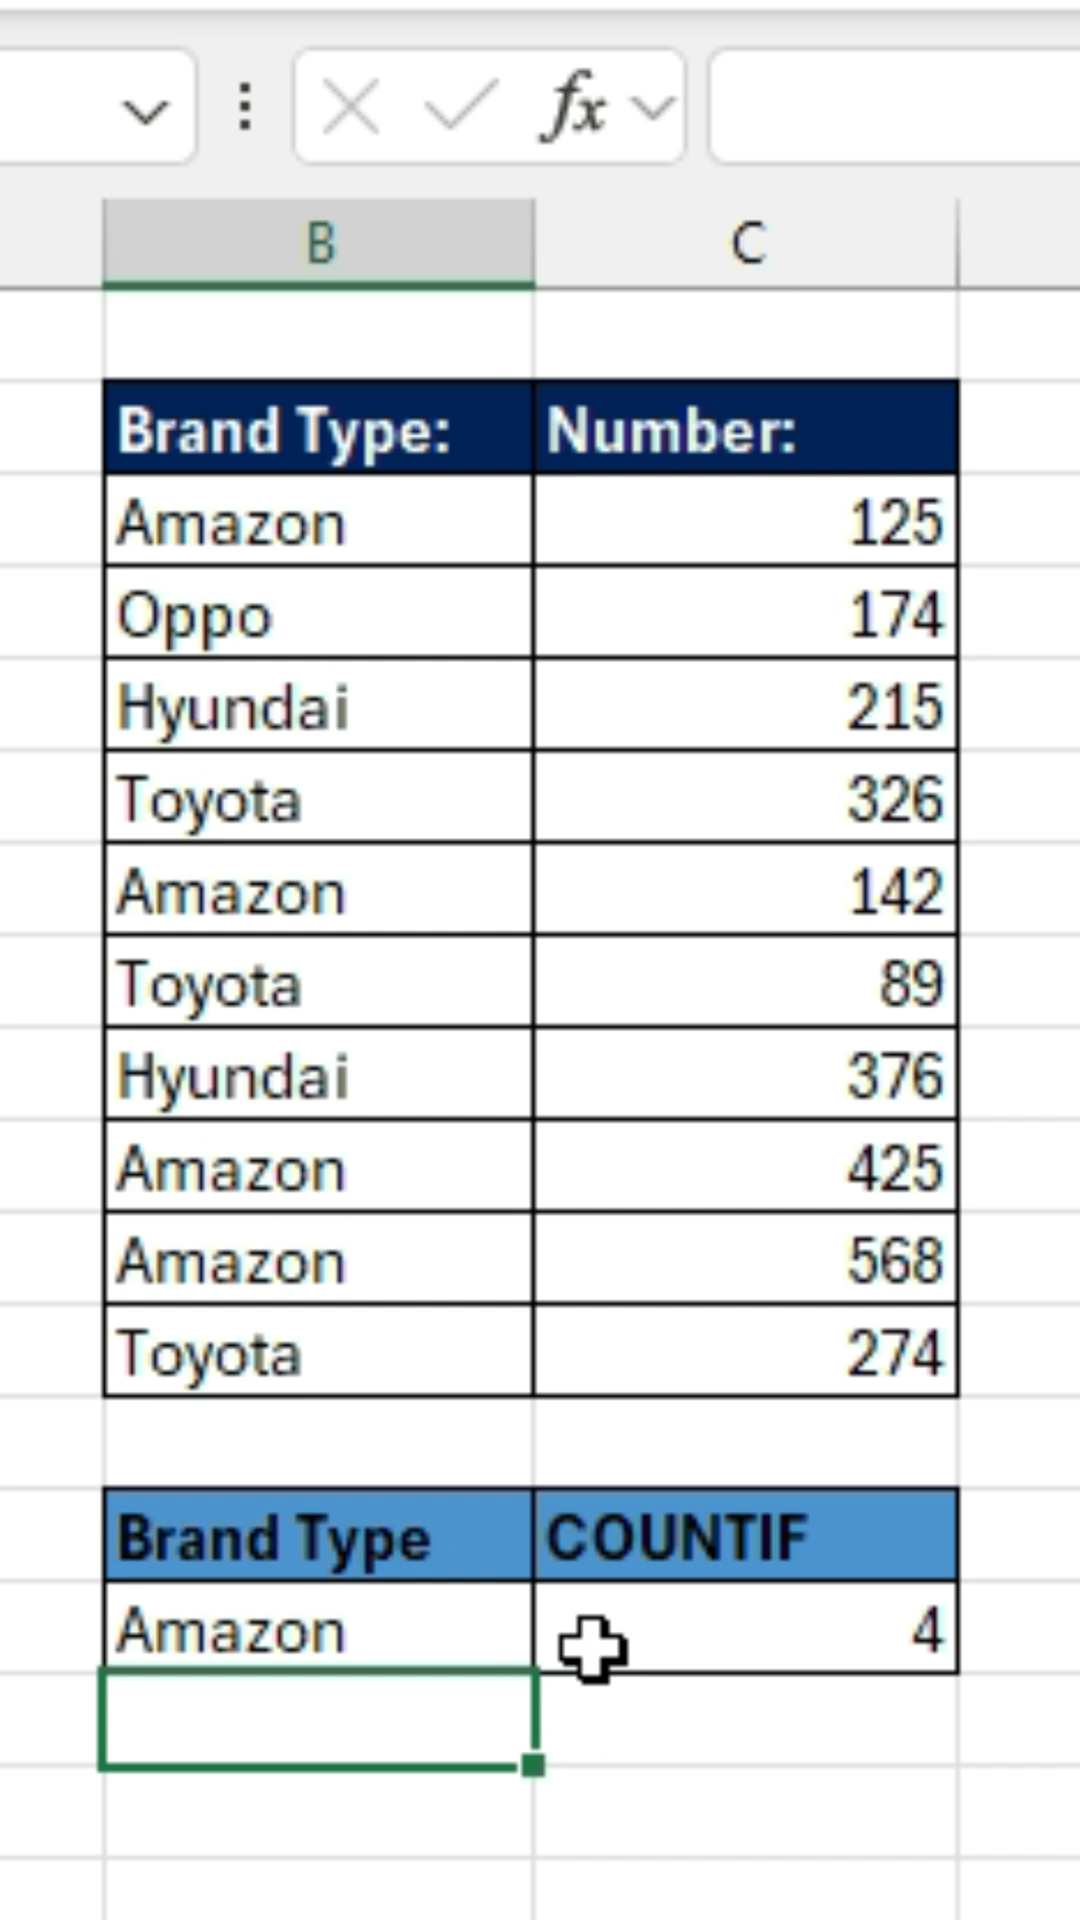 fx
B C
Brand Type: Number:
Amazon 125
Oppo 174
Hyundai 215
Toyota 326
Amazon 142
Toyota 89
Hyundai 376
Amazon 425
Amazon 568
Toyota 274
Brand Type COUNTIF
Amazon 4